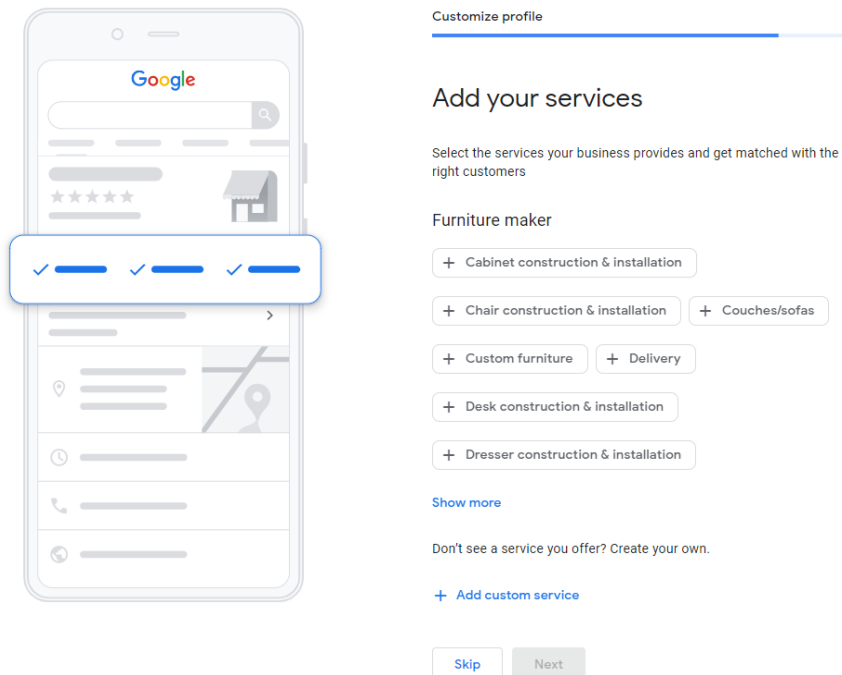 Google
Customize profile
Add your services
Select the services your business provides and get matched with the
right customers
Furniture maker
+ Cabinet construction & installation
+ Chair construction & installation
+ Couches/sofas
+ Custom furniture
+ Delivery
+ Desk construction & installation
+ Dresser construction & installation
Show more
Don't see a service you offer? Create your own.
+ Add custom service
Skip
Next